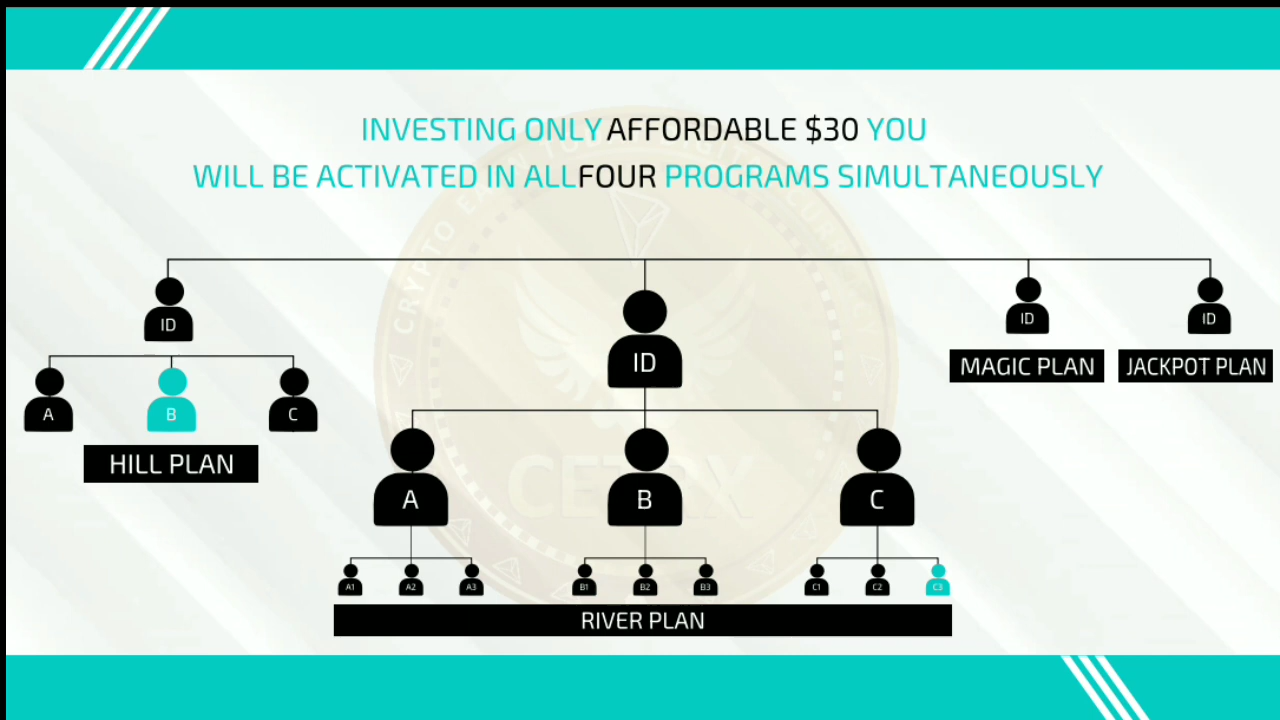 INVESTING ONLY AFFORDABLE $30 YOU
WILL BE ACTIVATED IN ALLFOUR PROGRAMS SIMULTANEOUSLY
ID
A B C
HILL PLAN
ID
A B C
A1 A2 A3 B1 B2 B3 C1 C2 C3
RIVER PLAN
ID
MAGIC PLAN
ID
JACKPOT PLAN
CRYPTO